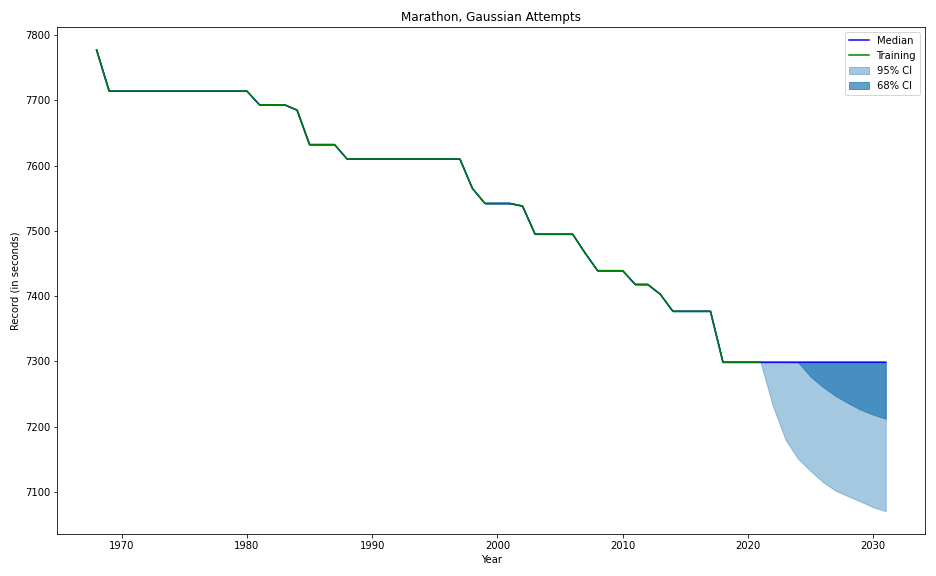 Marathon, Gaussian Attempts
Median
Training
95% CI
68% CI
7800
7700
7600
7500
7400
7300
7200
7100
Record (in seconds)
1970
1980
1990
2000
2010
2020
2030
Year